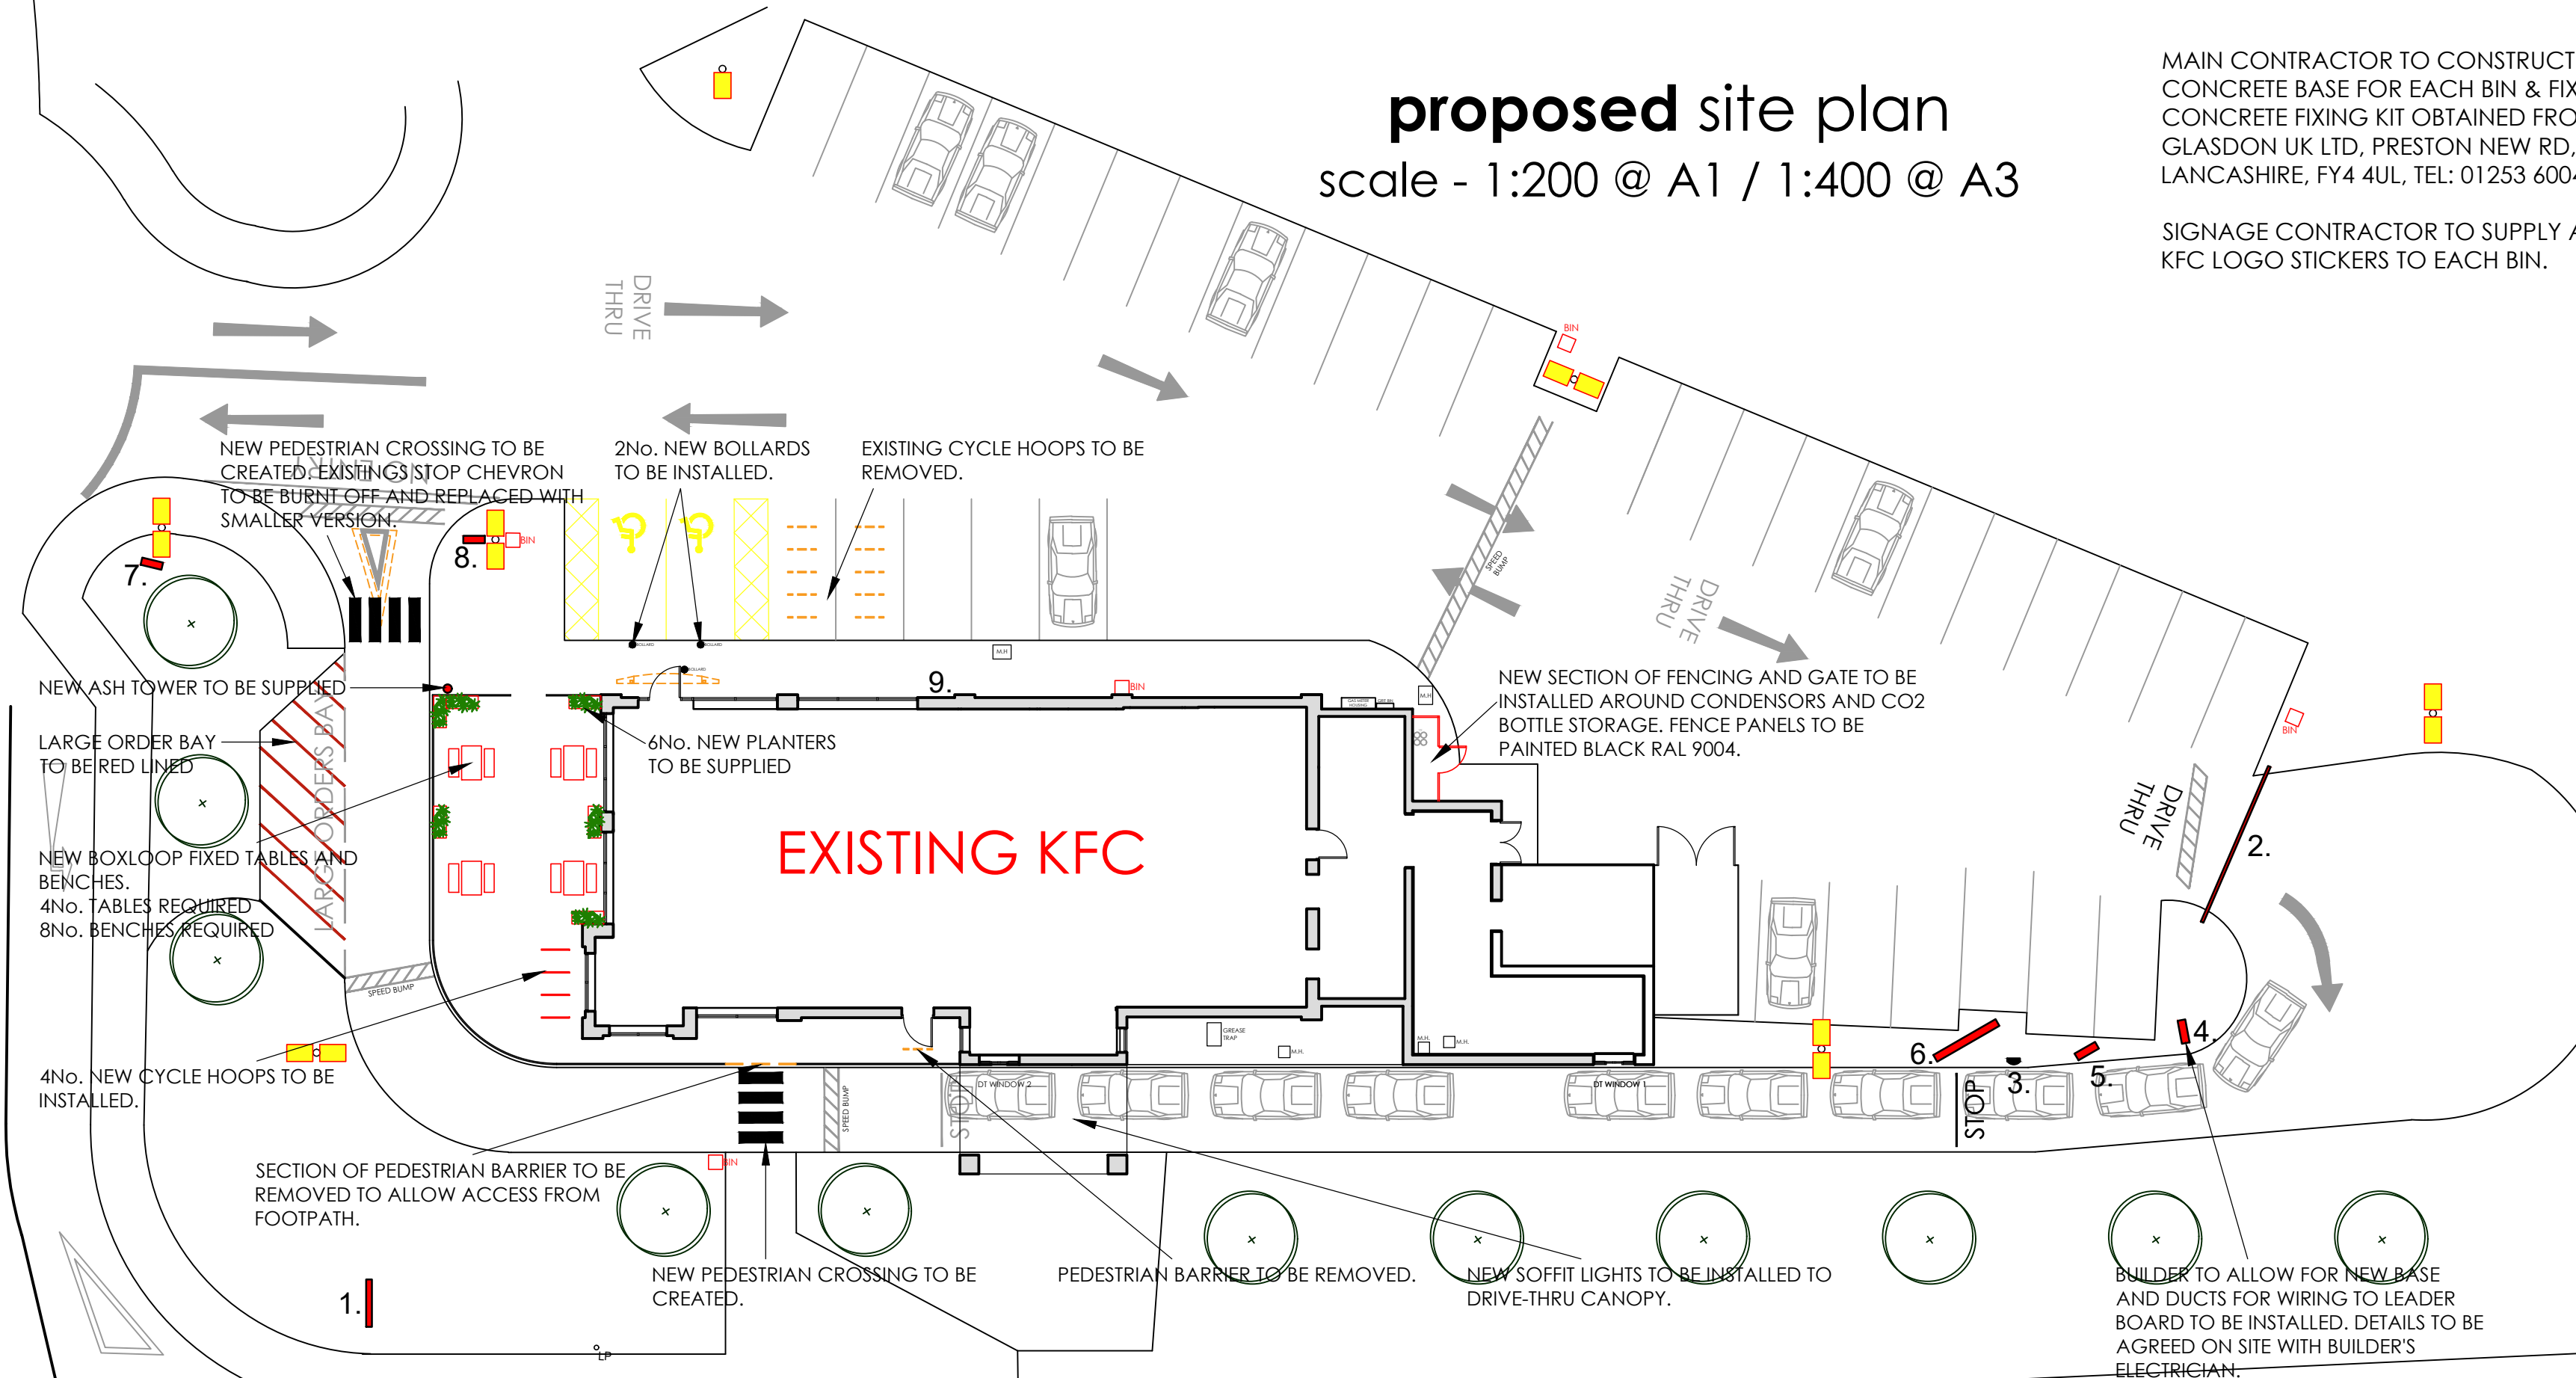 proposed site plan
scale - 1:200 @ A1 / 1:400 @ A3
MAIN CONTRACTOR TO CONSTRUCT
CONCRETE BASE FOR EACH BIN & FIX
CONCRETE FIXING KIT OBTAINED FRO
GLASDON UK LTD, PRESTON NEW RD,
LANCASHIRE, FY4 4UL, TEL: 01253 6004
SIGNAGE CONTRACTOR TO SUPPLY A
KFC LOGO STICKERS TO EACH BIN.
DRIVE
THRU
BIN
NEW PEDESTRIAN CROSSING TO BE
CREATED. EXISTINGS STOP CHEVRON
TO BE BURNT OFF AND REPLACED WITH
SMALLER VERSION.
NO ENTRY
2No. NEW BOLLARDS
TO BE INSTALLED.
EXISTING CYCLE HOOPS TO BE
REMOVED.
7.
8.
BIN
SPEED
BUMP
DRIVE
THRU
BOLLARD
BOLLARD
BOLLARD
M.H
9.
BIN
GAS METER
HOUSING
M.H
NEW ASH TOWER TO BE SUPPLIED
LARGE ORDER BAY
TO BE RED LINED
LARGE ORDERS BAY
6No. NEW PLANTERS
TO BE SUPPLIED
NEW SECTION OF FENCING AND GATE TO BE
INSTALLED AROUND CONDENSORS AND CO2
BOTTLE STORAGE. FENCE PANELS TO BE
PAINTED BLACK RAL 9004.
BIN
DRIVE
THRU
2.
EXISTING KFC
NEW BOXLOOP FIXED TABLES AND
BENCHES.
4No. TABLES REQUIRED
8No. BENCHES REQUIRED
SPEED BUMP
GREASE
TRAP
M.H.
M.H.
M.H.
6.
3.
5.
4.
4No. NEW CYCLE HOOPS TO BE
INSTALLED.
SPEED BUMP
STOP
DT WINDOW 2
DT WINDOW 1
STOP
BIN
SECTION OF PEDESTRIAN BARRIER TO BE
REMOVED TO ALLOW ACCESS FROM
FOOTPATH.
1.
LP
NEW PEDESTRIAN CROSSING TO BE
CREATED.
PEDESTRIAN BARRIER TO BE REMOVED.
NEW SOFFIT LIGHTS TO BE INSTALLED TO
DRIVE-THRU CANOPY.
BUILDER TO ALLOW FOR NEW BASE
AND DUCTS FOR WIRING TO LEADER
BOARD TO BE INSTALLED. DETAILS TO BE
AGREED ON SITE WITH BUILDER'S
ELECTRICIAN.